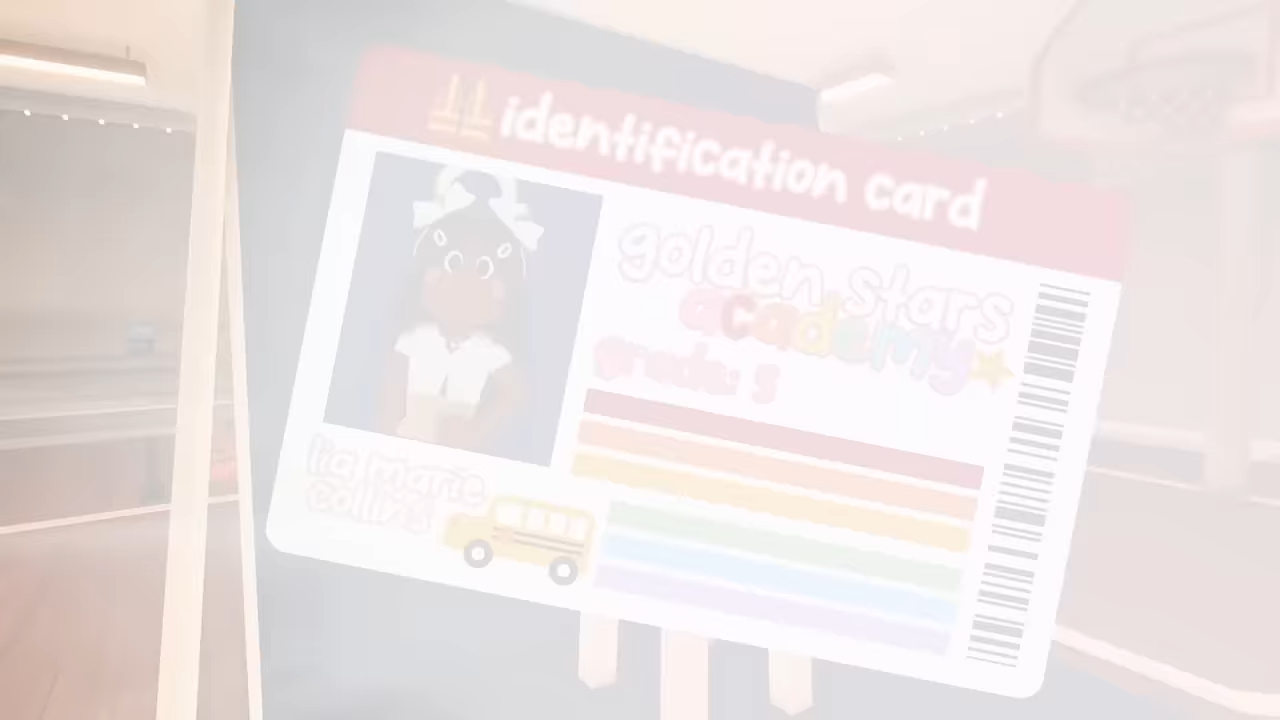 identification card
golden stars
academy
grade: 5
lia marie
collins